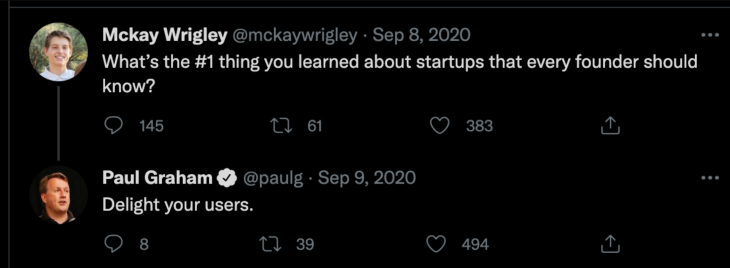 Mckay Wrigley @mckaywrigley · Sep 8, 2020
What’s the #1 thing you learned about startups that every founder should
know?
145 61 383
Paul Graham @paulg · Sep 9, 2020
Delight your users.
8 39 494